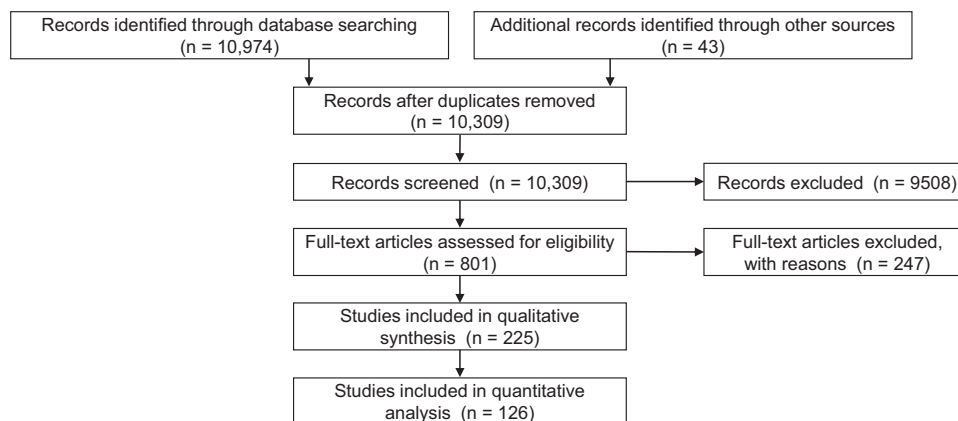 Records identified through database searching
(n = 10,974)
Additional records identified through other sources
(n = 43)
Records after duplicates removed
(n = 10,309)
Records screened (n = 10,309)
Records excluded (n = 9508)
Full-text articles assessed for eligibility
(n = 801)
Full-text articles excluded,
with reasons (n = 247)
Studies included in qualitative
synthesis (n = 225)
Studies included in quantitative
analysis (n = 126)